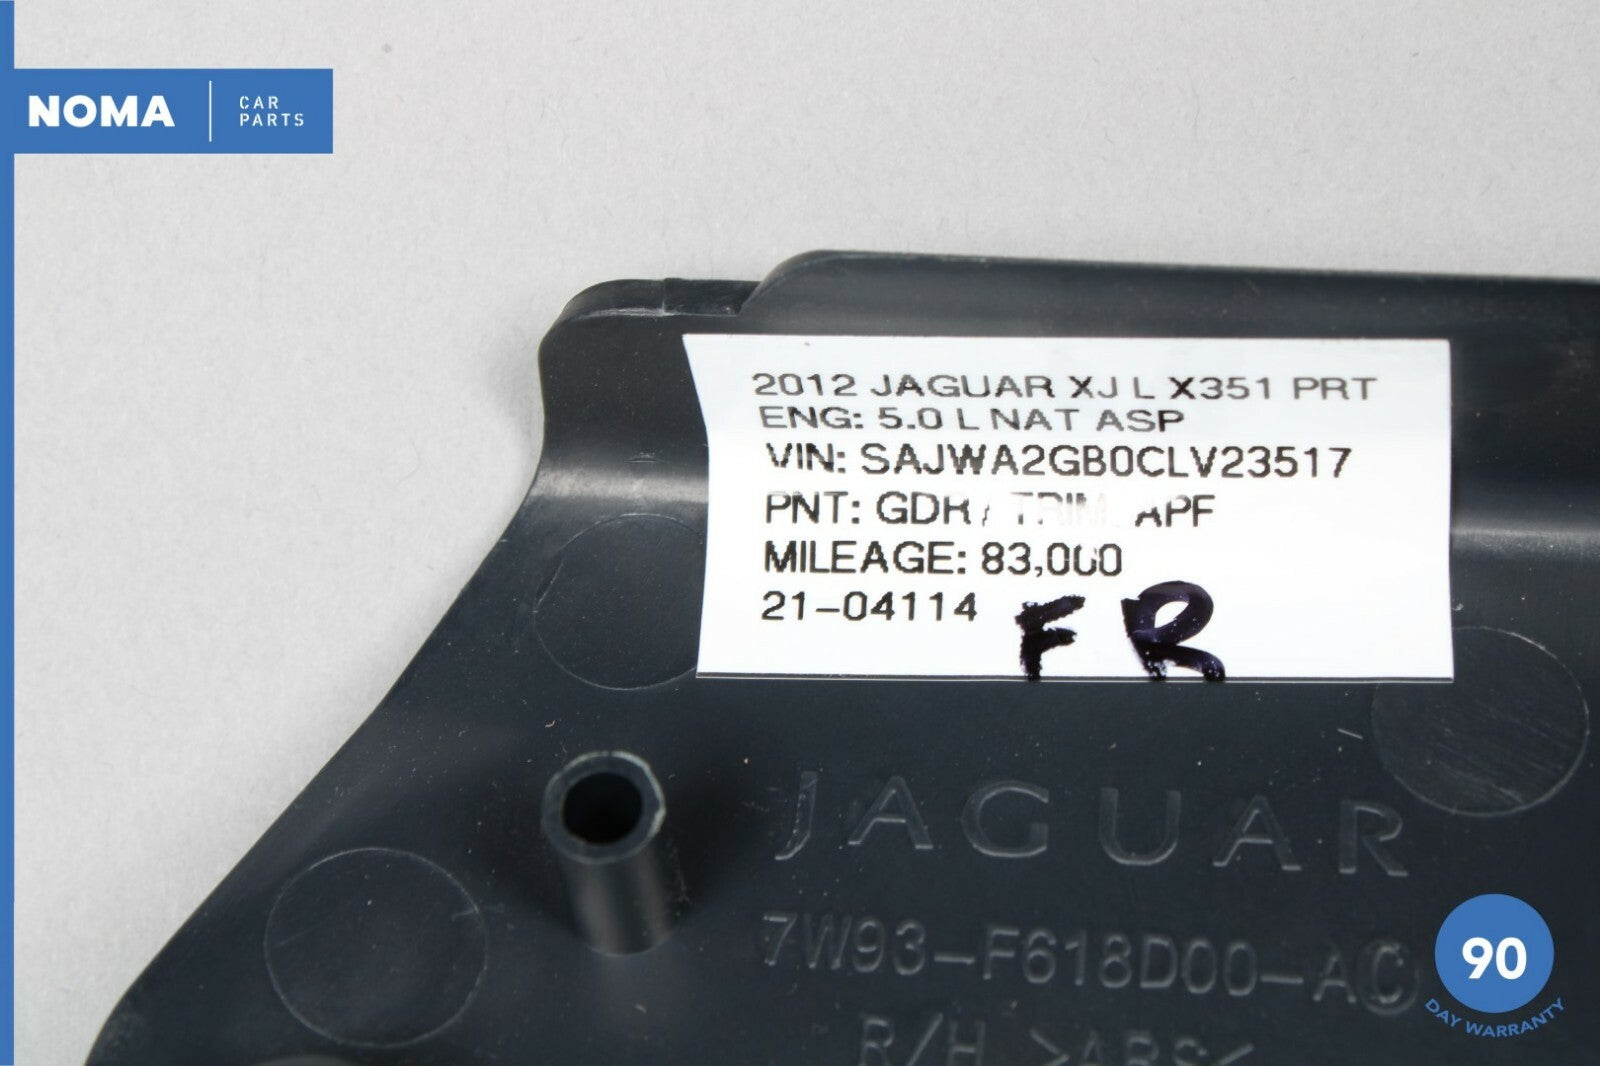 NOMA
CAR
PARTS
2012 JAGUAR XJ L X351 PRT
ENG: 5.0 L NAT ASP
VIN: SAJWA2GB0CLV23517
PNT: GDR/ TRIM: APF
MILEAGE: 83,000
21-04114
FR
JAGUAR
7W93-F618D00-AC
R/H >ABS<
90
DAY WARRANTY